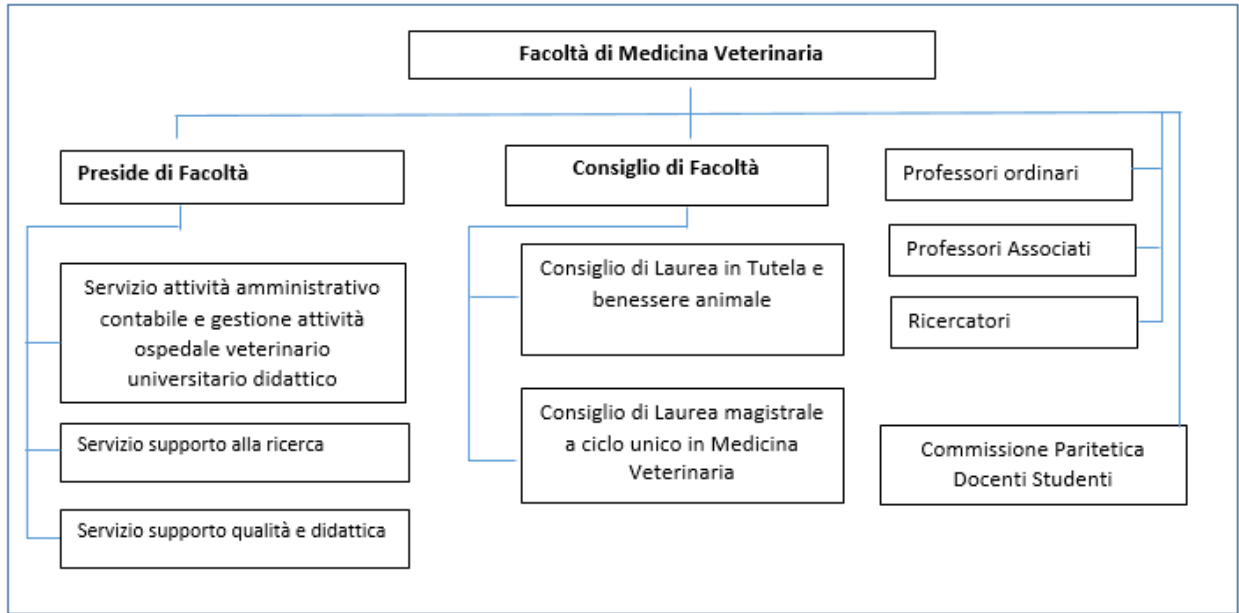 Facoltà di Medicina Veterinaria
Preside di Facoltà
Servizio attività amministrativo
contabile e gestione attività
ospedale veterinario
universitario didattico
Servizio supporto alla ricerca
Servizio supporto qualità e didattica
Consiglio di Facoltà
Consiglio di Laurea in Tutela e
benessere animale
Consiglio di Laurea magistrale
a ciclo unico in Medicina
Veterinaria
Professori ordinari
Professori Associati
Ricercatori
Commissione Paritetica
Docenti Studenti